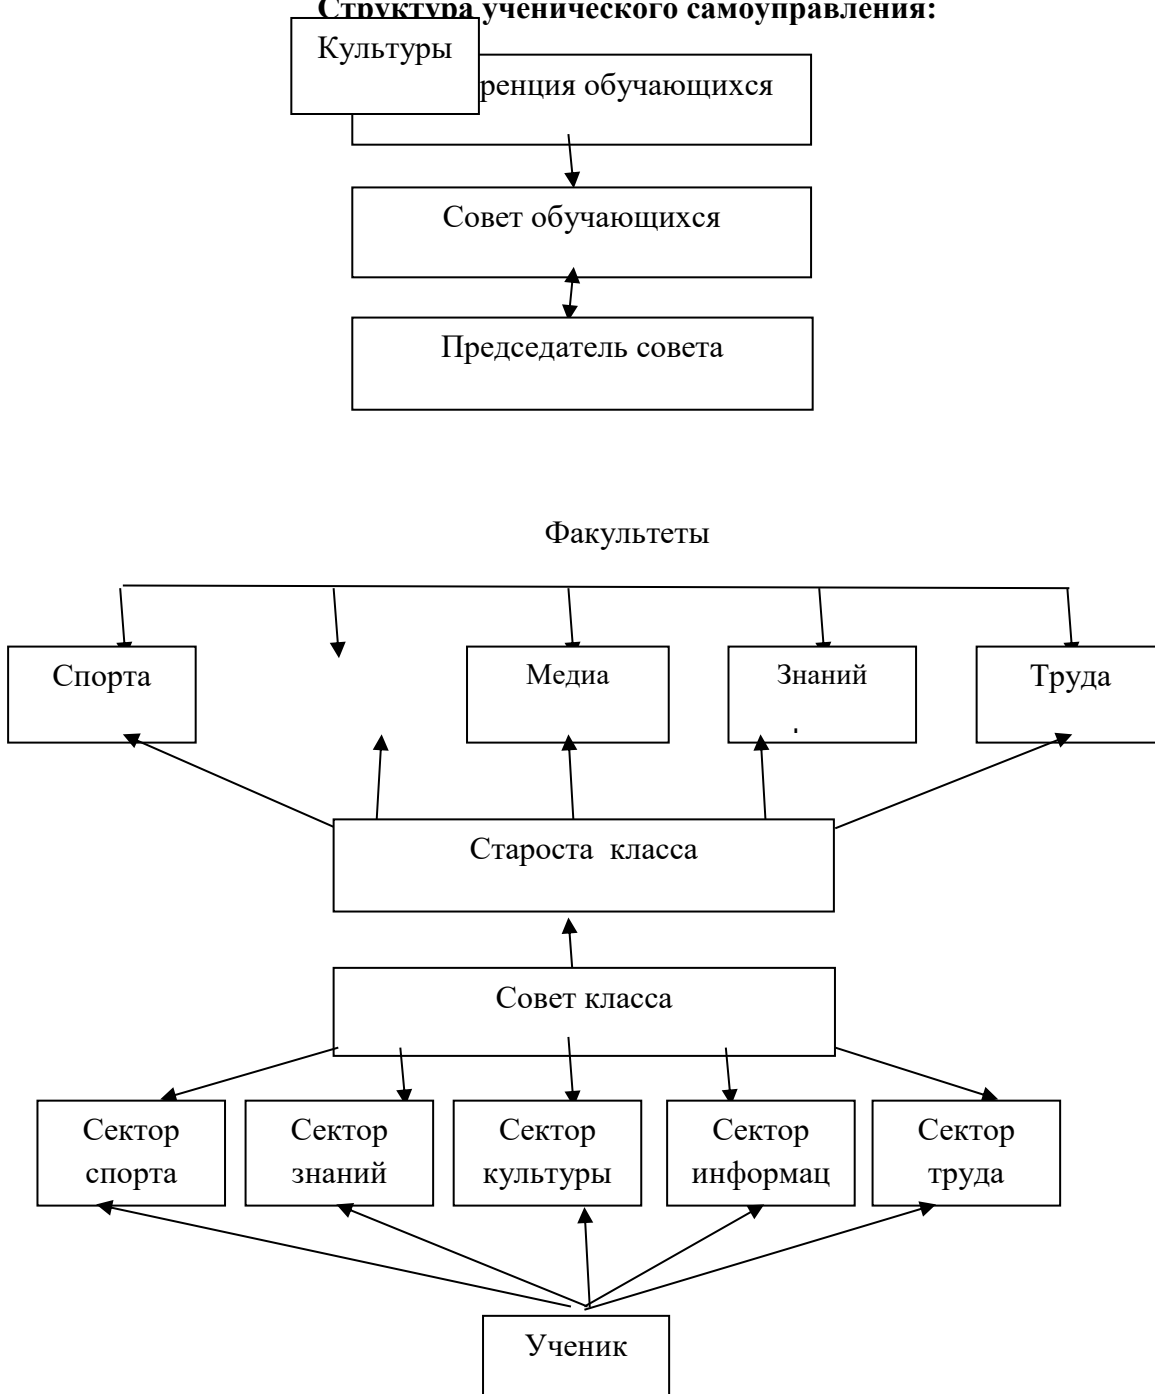 Структура ученического самоуправления:
Культуры
ренция обучающихся
Совет обучающихся
Председатель совета
Факультеты
Спорта
Медиа
Знаний
Труда
Староста класса
Совет класса
Сектор
спорта
Сектор
знаний
Сектор
культуры
Сектор
информац
Сектор
труда
Ученик